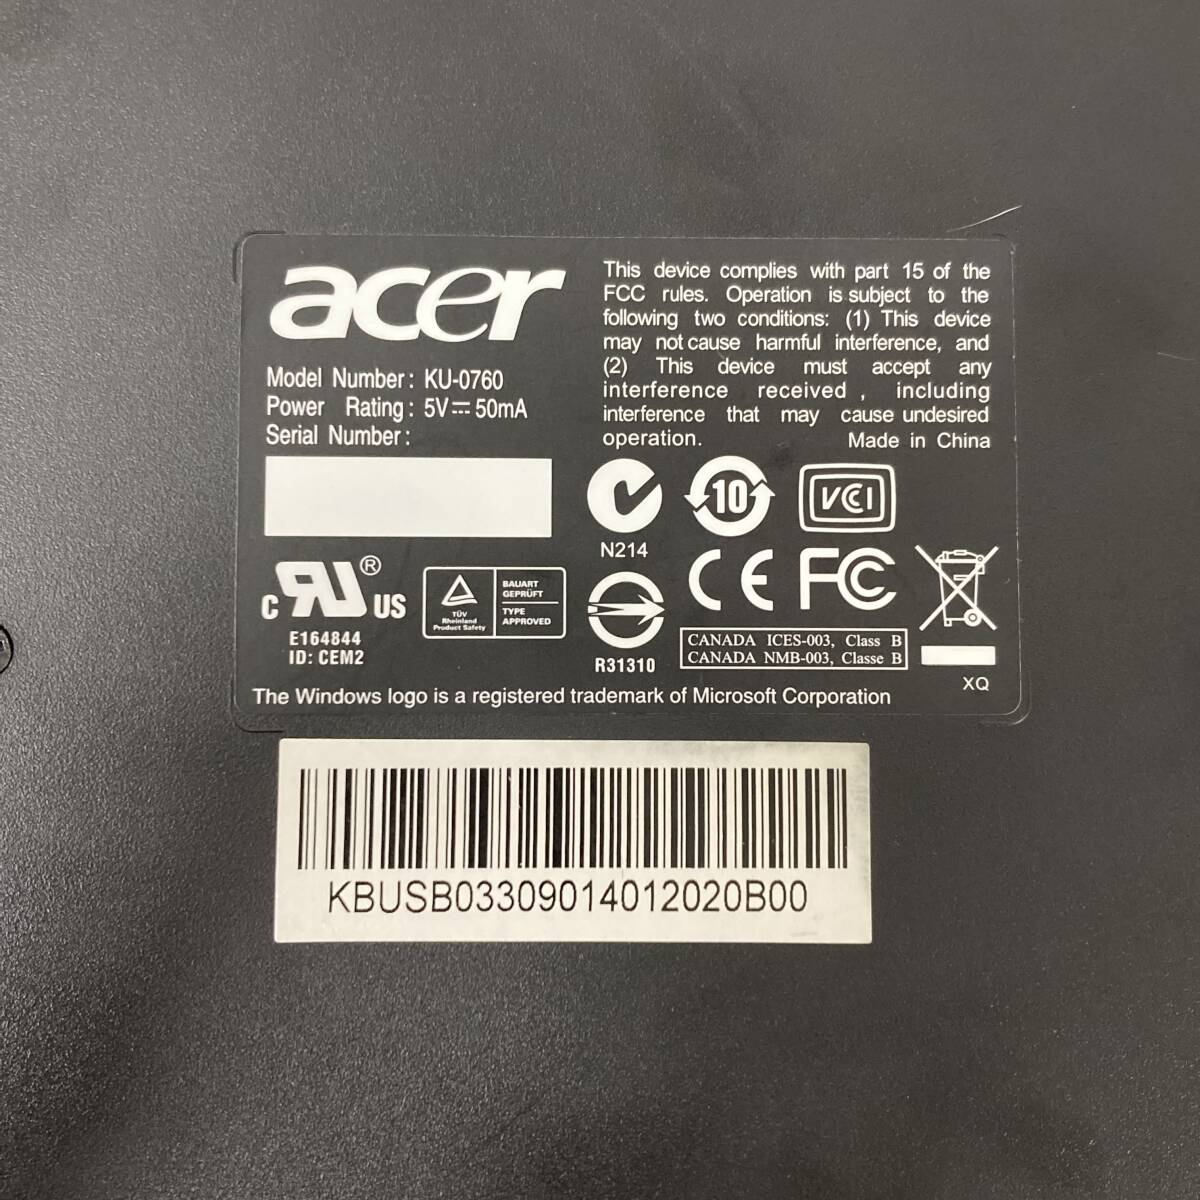 acer
Model Number: KU-0760
Power Rating: 5V⎓50mA
Serial Number:
This device complies with part 15 of the
FCC rules. Operation is subject to the
following two conditions: (1) This device
may not cause harmful interference, and
(2) This device must accept any
interference received , including
interference that may cause undesired
operation. Made in China
N214
10
VCI
C RU ® US
E164844
ID: CEM2
TÜV
Rheinland
Product Safety
BAUART
GEPRÜFT
TYPE
APPROVED
R31310
CE FC
CANADA ICES-003, Class B
CANADA NMB-003, Classe B
XQ
The Windows logo is a registered trademark of Microsoft Corporation
KBUSB03309014012020B00